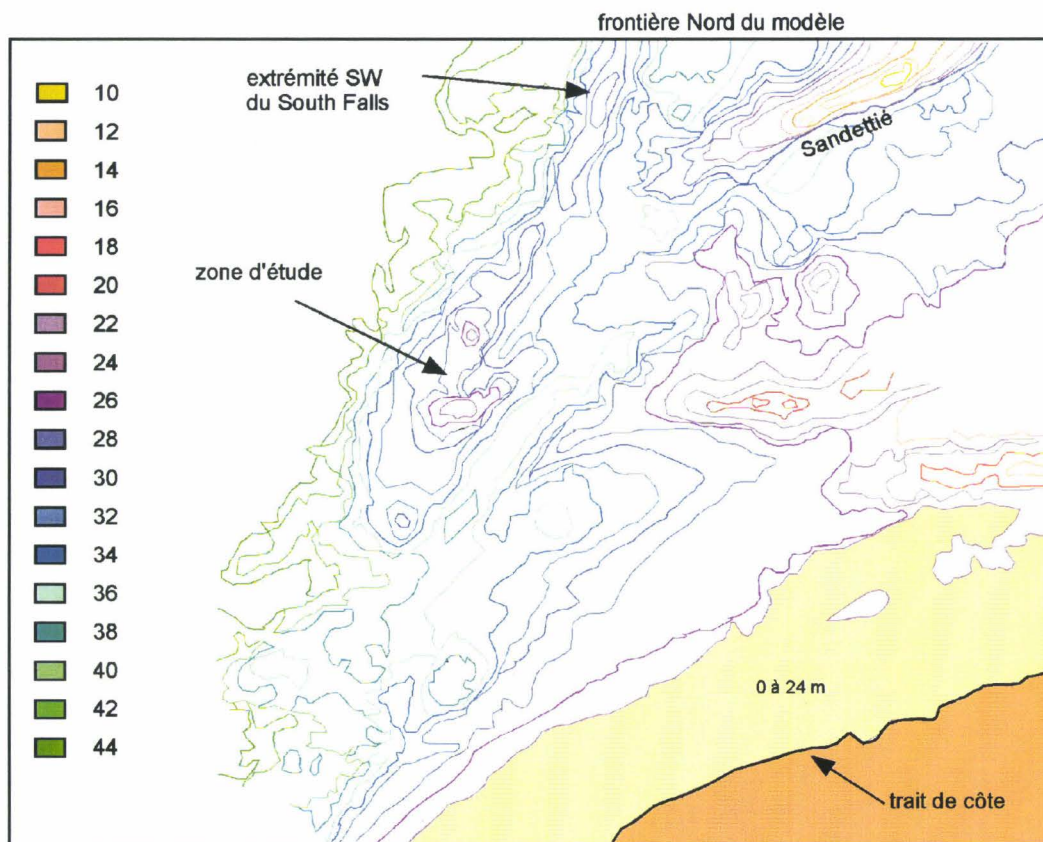 frontière Nord du modèle
extrémité SW
du South Falls
Sandettié
zone d'étude
10
12
14
16
18
20
22
24
26
28
30
32
34
36
38
40
42
44
0 à 24 m
trait de côte